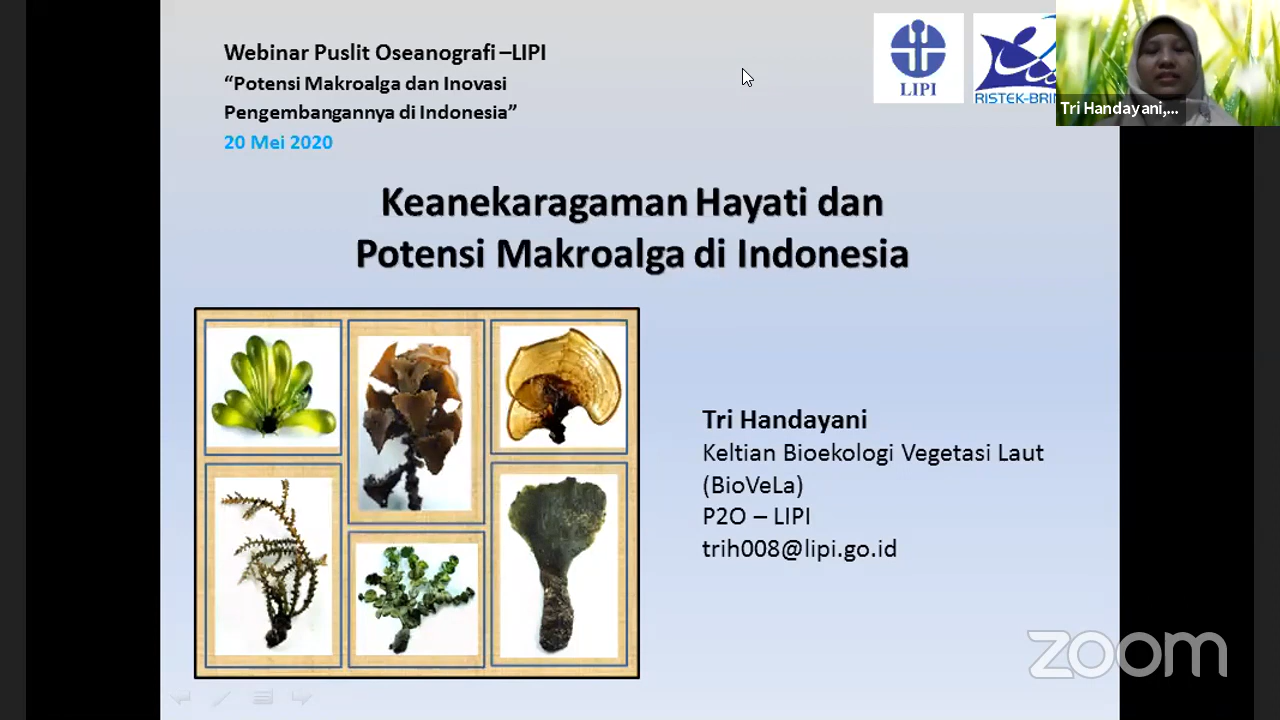 Webinar Puslit Oseanografi –LIPI
“Potensi Makroalga dan Inovasi
Pengembangannya di Indonesia”
20 Mei 2020
LIPI
RISTEK-BRIN
Tri Handayani,...
Keanekaragaman Hayati dan
Potensi Makroalga di Indonesia
Tri Handayani
Keltian Bioekologi Vegetasi Laut
(BioVeLa)
P2O – LIPI
trih008@lipi.go.id
zoom